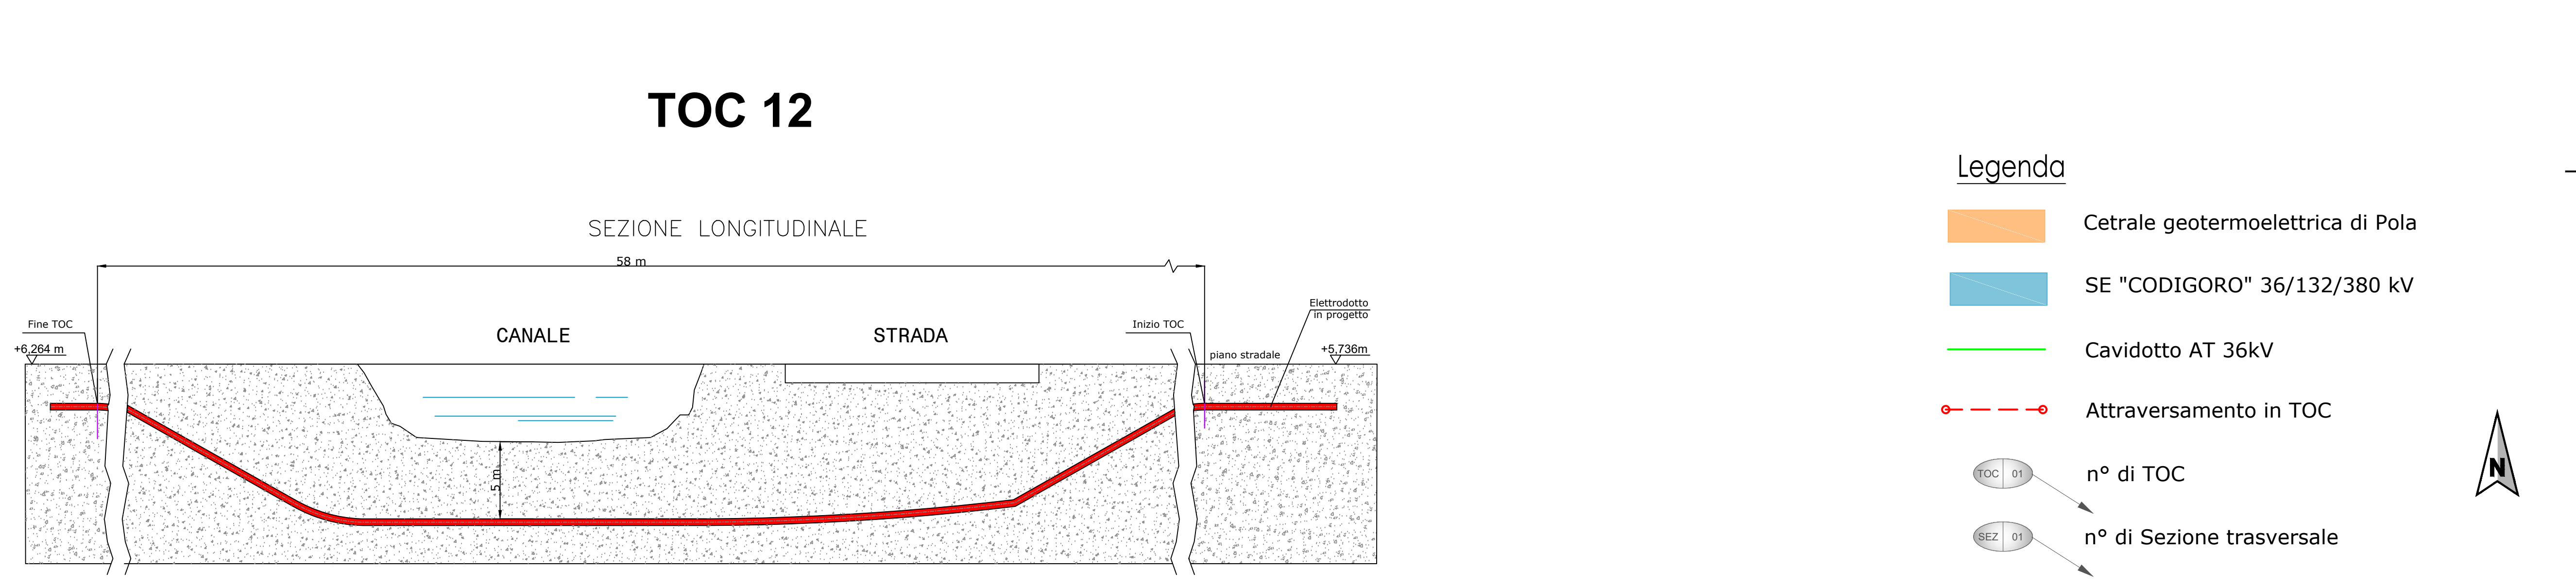 TOC 12
SEZIONE LONGITUDINALE
58 m
Fine TOC
+6,264 m
CANALE
STRADA
Inizio TOC
Elettrodotto
in progetto
piano stradale
+5,736m
5 m
Legenda
Cetrale geotermoelettrica di Pola
SE "CODIGORO" 36/132/380 kV
Cavidotto AT 36kV
Attraversamento in TOC
TOC 01
n° di TOC
SEZ 01
n° di Sezione trasversale
N